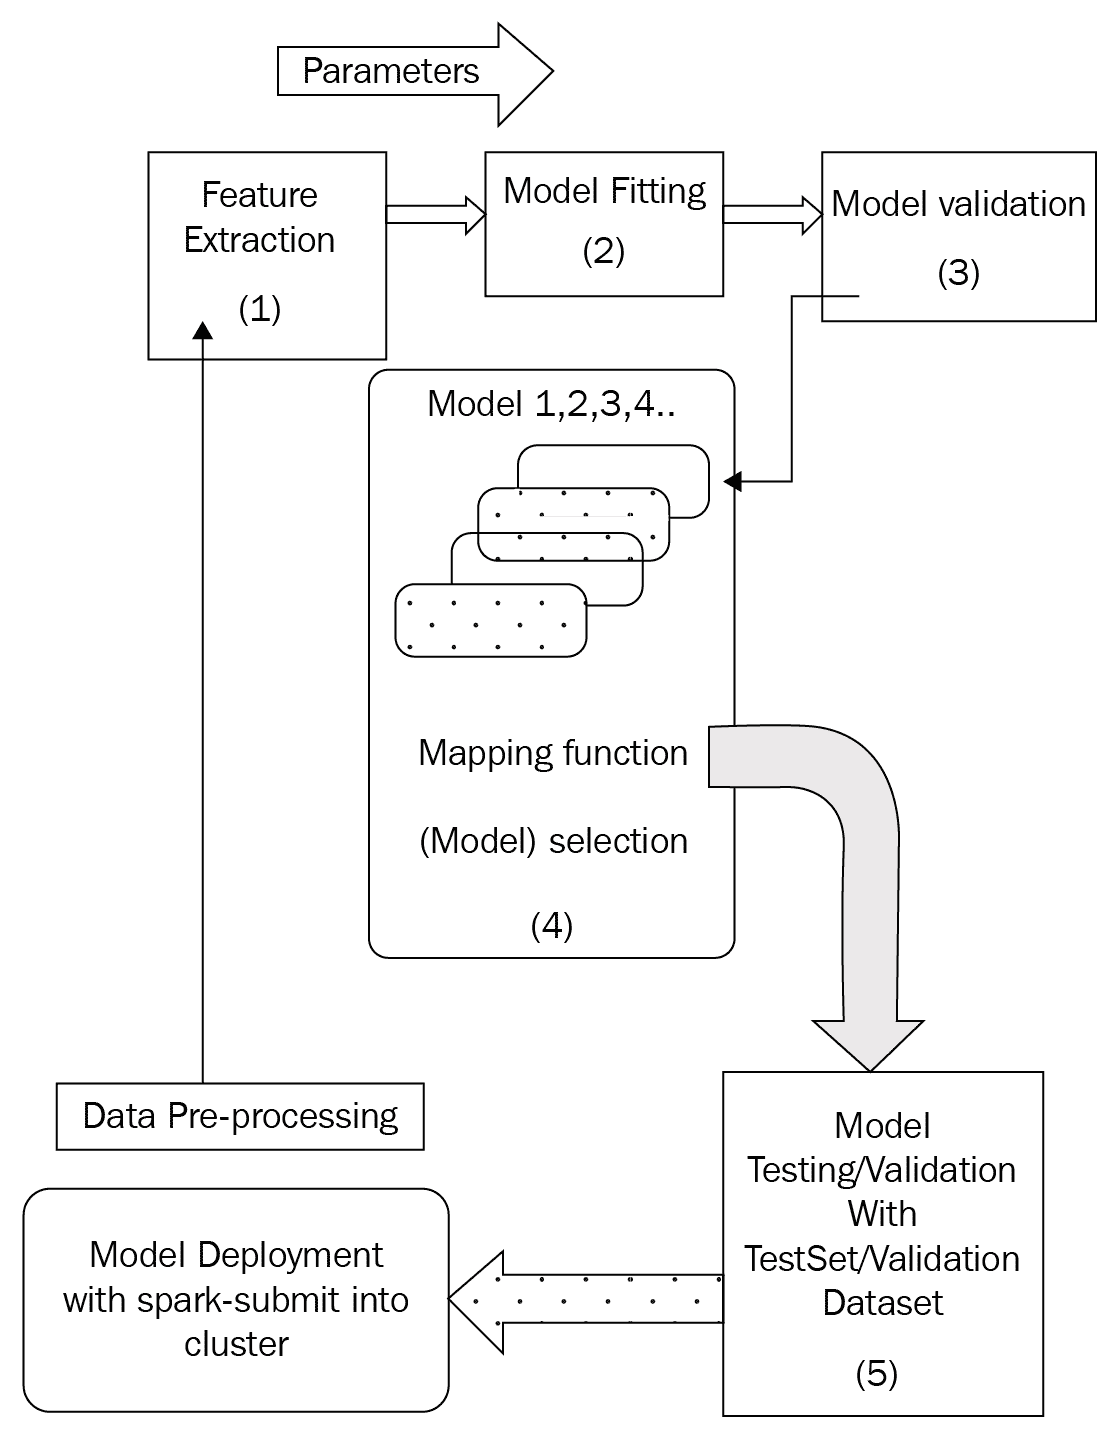 Parameters
Feature
Extraction
(1)
Model Fitting
(2)
Model validation
(3)
Model 1,2,3,4..
Mapping function
(Model) selection
(4)
Data Pre-processing
Model
Testing/Validation
With
TestSet/Validation
Dataset
(5)
Model Deployment
with spark-submit into
cluster